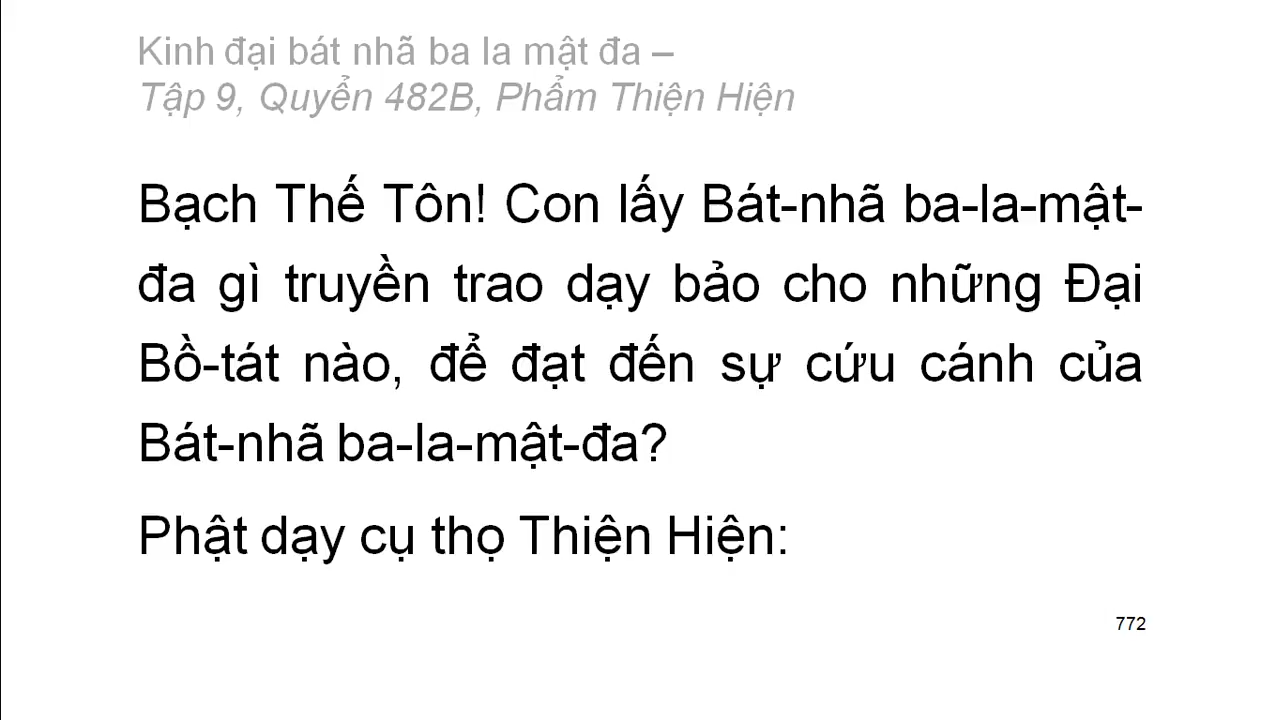 Kinh đại bát nhã ba la mật đa –
Tập 9, Quyển 482B, Phẩm Thiện Hiện
Bạch Thế Tôn! Con lấy Bát-nhã ba-la-mật-
đa gì truyền trao dạy bảo cho những Đại
Bồ-tát nào, để đạt đến sự cứu cánh của
Bát-nhã ba-la-mật-đa?
Phật dạy cụ thọ Thiện Hiện:
772